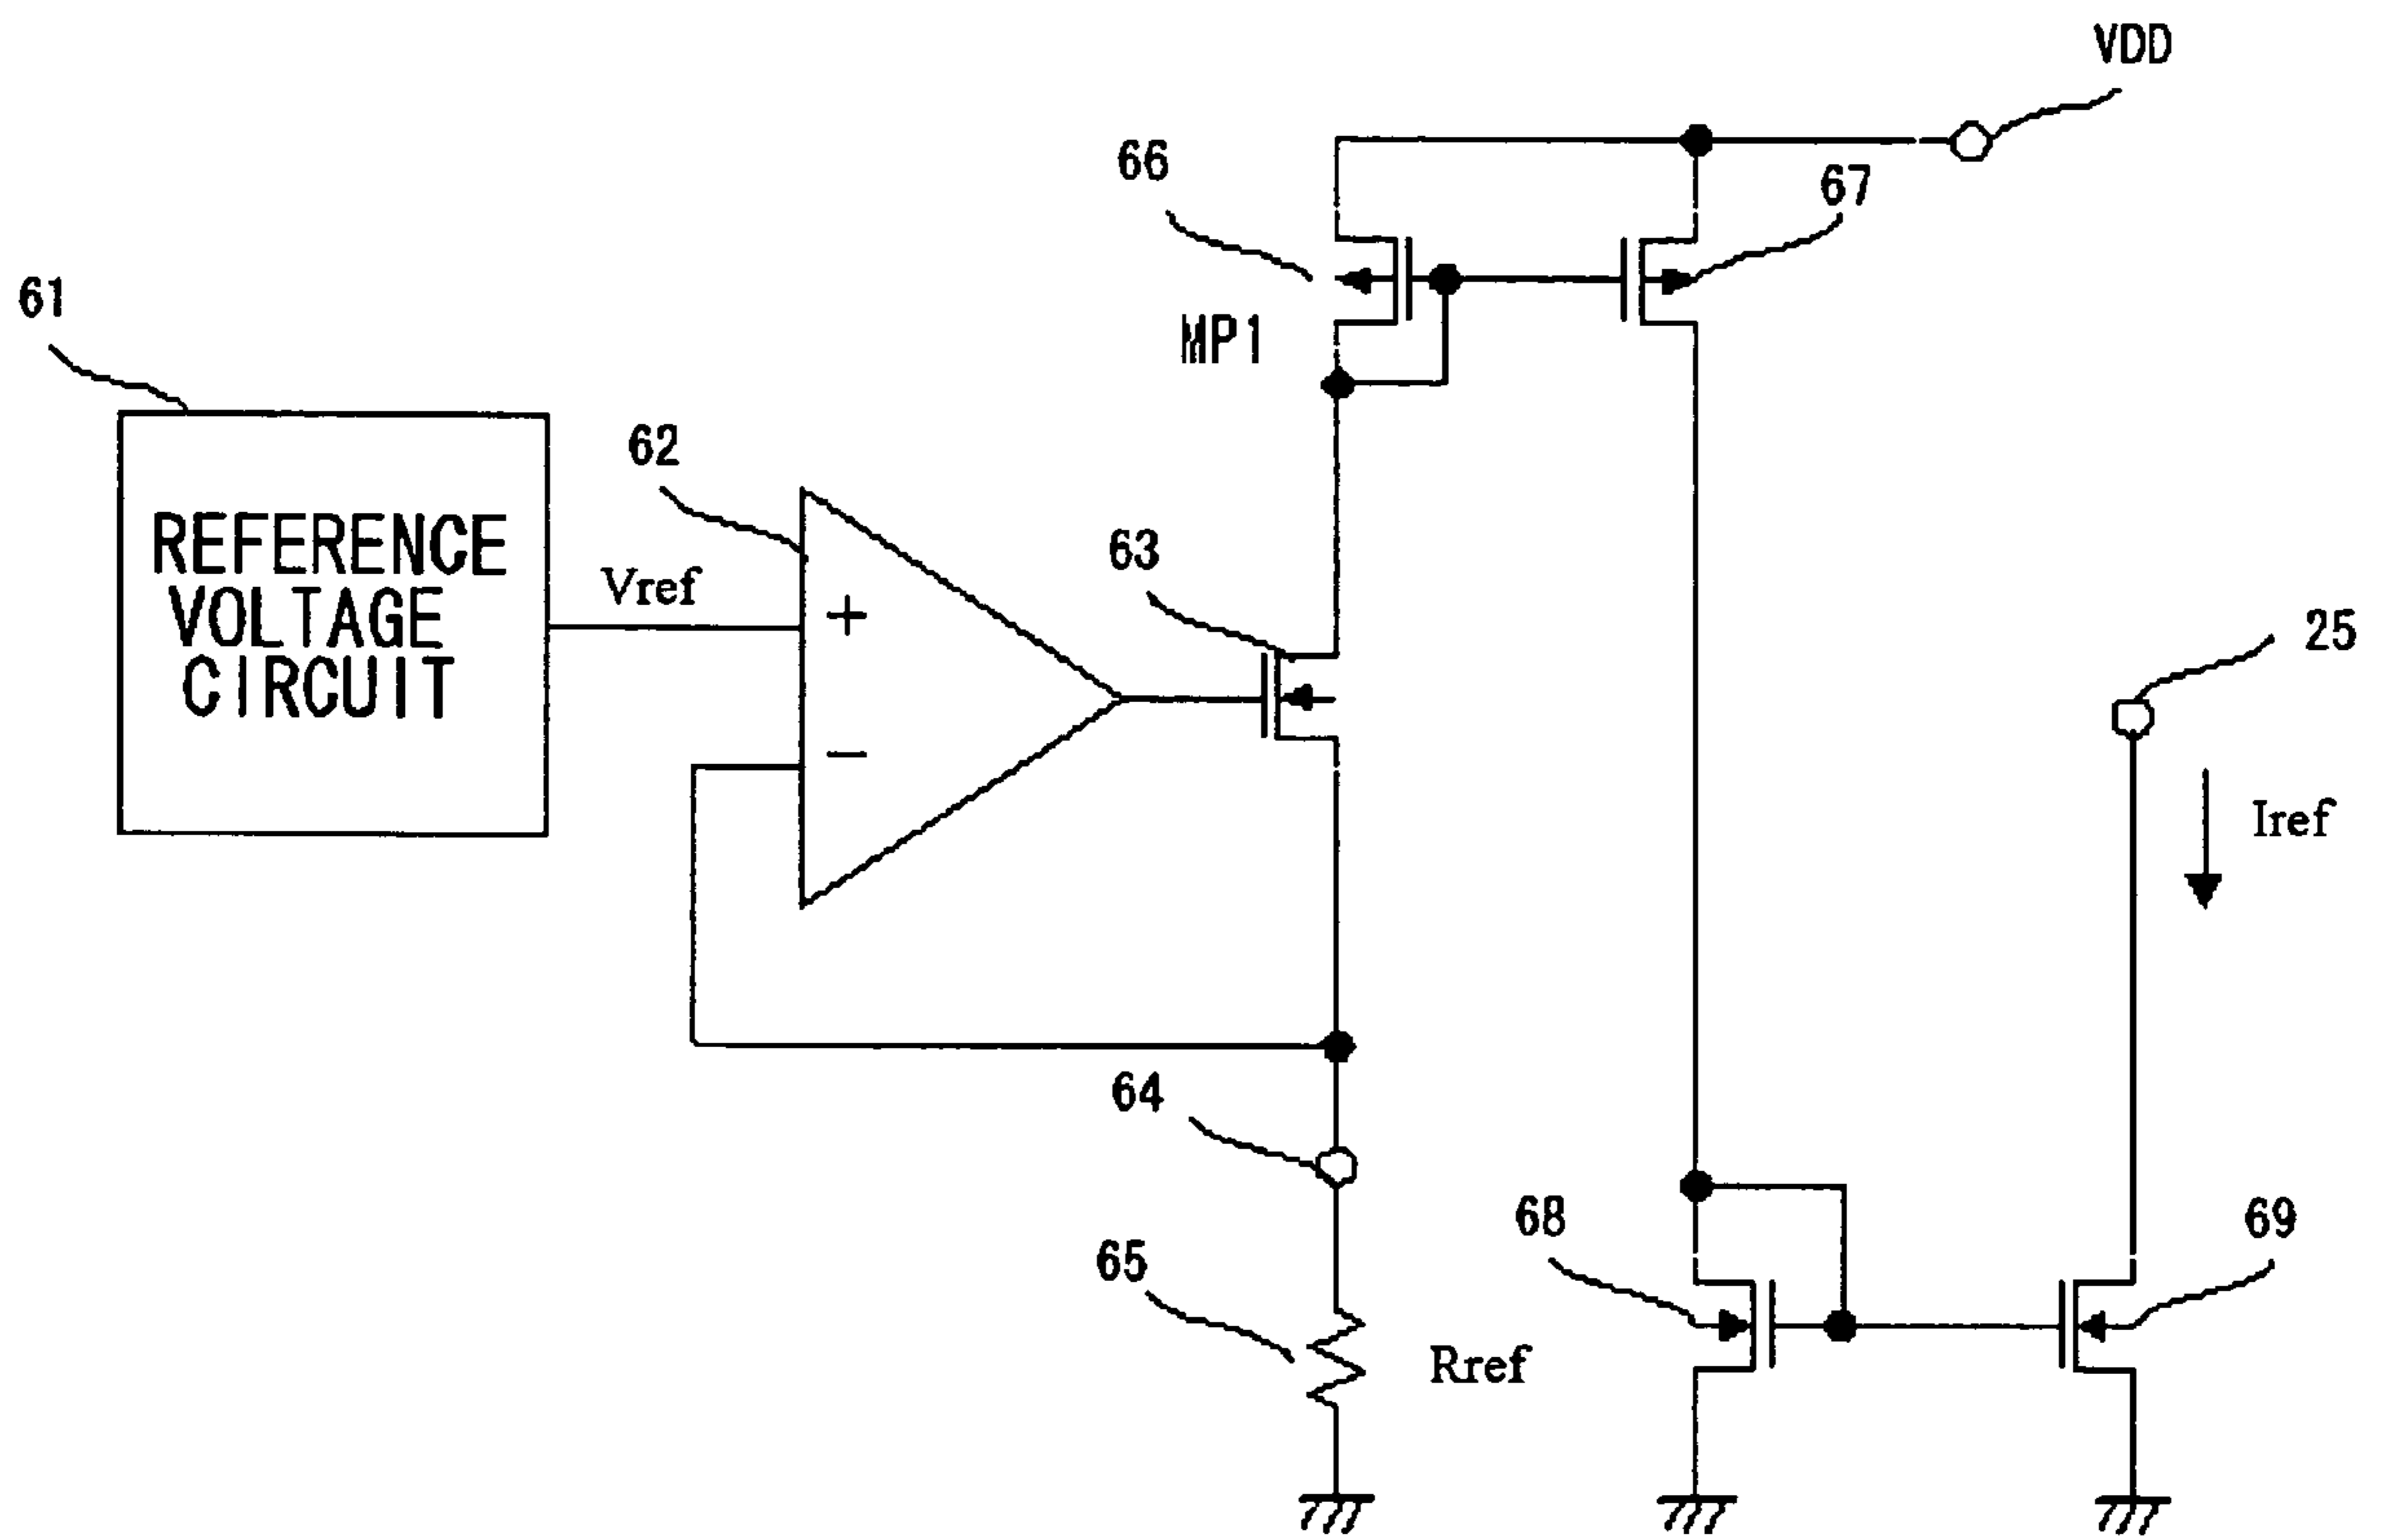 VDD
66
67
61
MP1
62
REFERENCE
VOLTAGE
CIRCUIT
Vref
63
+
−
25
Iref
64
65
Rref
68
69